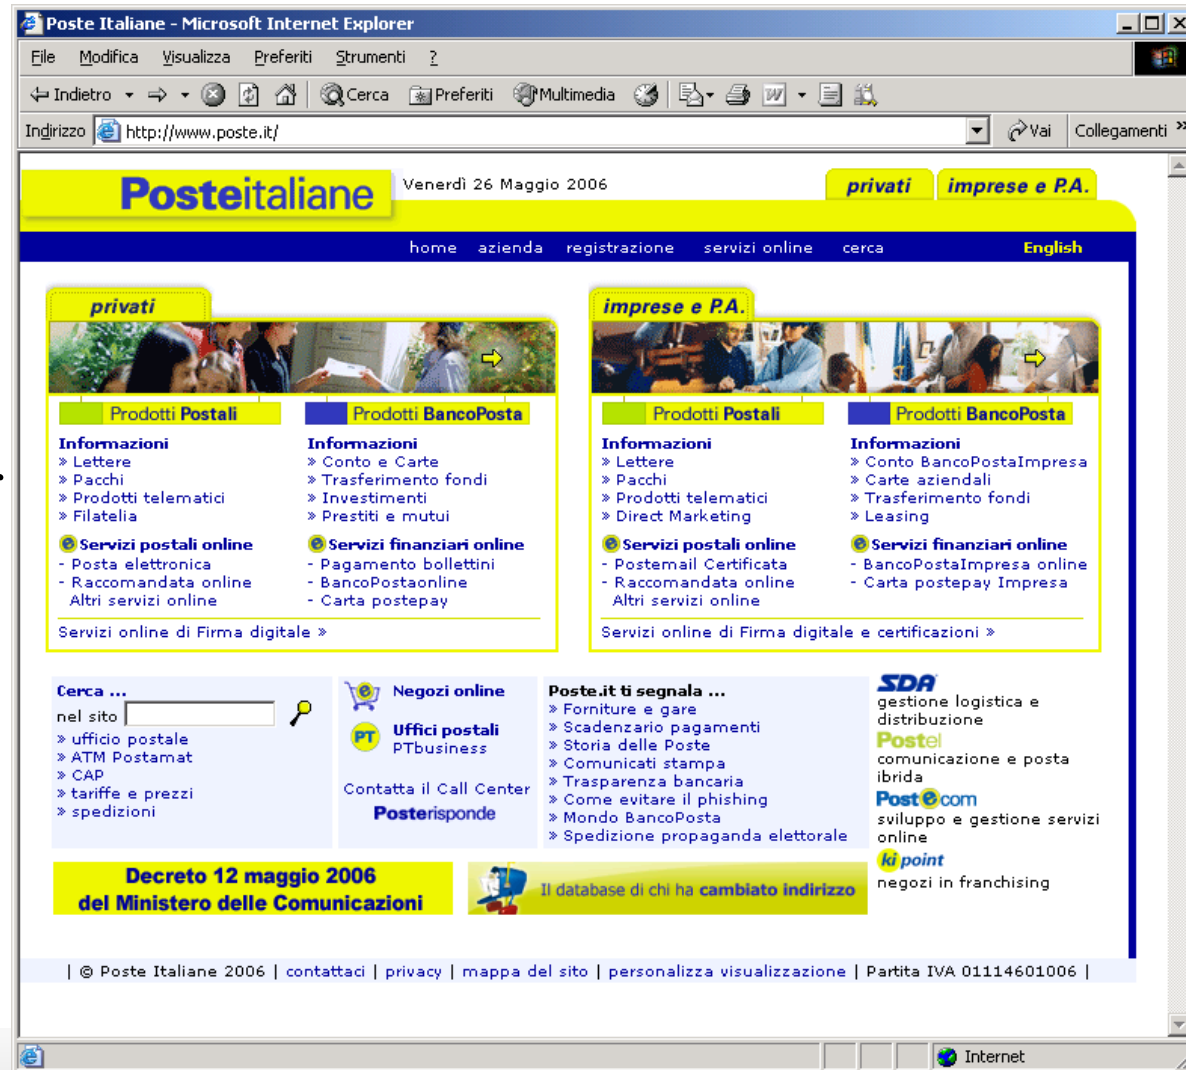 Poste Italiane - Microsoft Internet Explorer
File Modifica Visualizza Preferiti Strumenti ?
Indietro Cerca Preferiti Multimedia
Indirizzo http://www.poste.it/ Vai Collegamenti »
Posteitaliane
Venerdì 26 Maggio 2006
privati imprese e P.A.
home azienda registrazione servizi online cerca English
privati
Prodotti Postali
Informazioni
» Lettere
» Pacchi
» Prodotti telematici
» Filatelia
e Servizi postali online
- Posta elettronica
- Raccomandata online
Altri servizi online
Prodotti BancoPosta
Informazioni
» Conto e Carte
» Trasferimento fondi
» Investimenti
» Prestiti e mutui
e Servizi finanziari online
- Pagamento bollettini
- BancoPostaonline
- Carta postepay
Servizi online di Firma digitale »
imprese e P.A.
Prodotti Postali
Informazioni
» Lettere
» Pacchi
» Prodotti telematici
» Direct Marketing
e Servizi postali online
- Postemail Certificata
- Raccomandata online
Altri servizi online
Prodotti BancoPosta
Informazioni
» Conto BancoPostaImpresa
» Carte aziendali
» Trasferimento fondi
» Leasing
e Servizi finanziari online
- BancoPostaImpresa online
- Carta postepay Impresa
Servizi online di Firma digitale e certificazioni »
Cerca ...
nel sito
» ufficio postale
» ATM Postamat
» CAP
» tariffe e prezzi
» spedizioni
e Negozi online
PT Uffici postali
PTbusiness
Contatta il Call Center
Posterisponde
Poste.it ti segnala ...
» Forniture e gare
» Scadenzario pagamenti
» Storia delle Poste
» Comunicati stampa
» Trasparenza bancaria
» Come evitare il phishing
» Mondo BancoPosta
» Spedizione propaganda elettorale
SDA
gestione logistica e
distribuzione
Postel
comunicazione e posta
ibrida
Postecom
sviluppo e gestione servizi
online
ki point
negozi in franchising
Decreto 12 maggio 2006
del Ministero delle Comunicazioni
Il database di chi ha cambiato indirizzo
| © Poste Italiane 2006 | contattaci | privacy | mappa del sito | personalizza visualizzazione | Partita IVA 01114601006 |
Internet